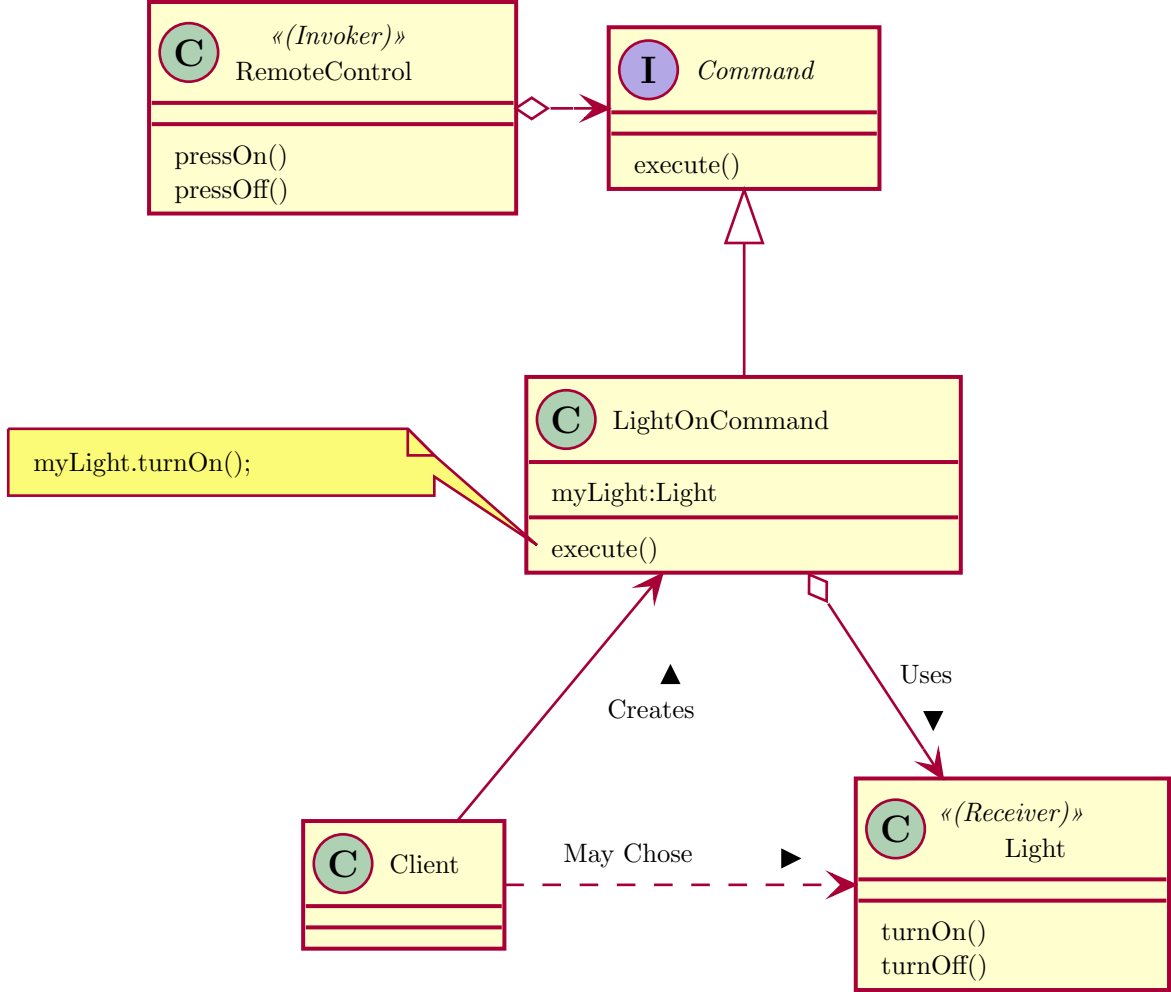 C
«(Invoker)»
RemoteControl
pressOn()
pressOff()
I
Command
execute()
C
LightOnCommand
myLight:Light
execute()
myLight.turnOn();
Creates
Uses
C
Client
May Chose
C
«(Receiver)»
Light
turnOn()
turnOff()